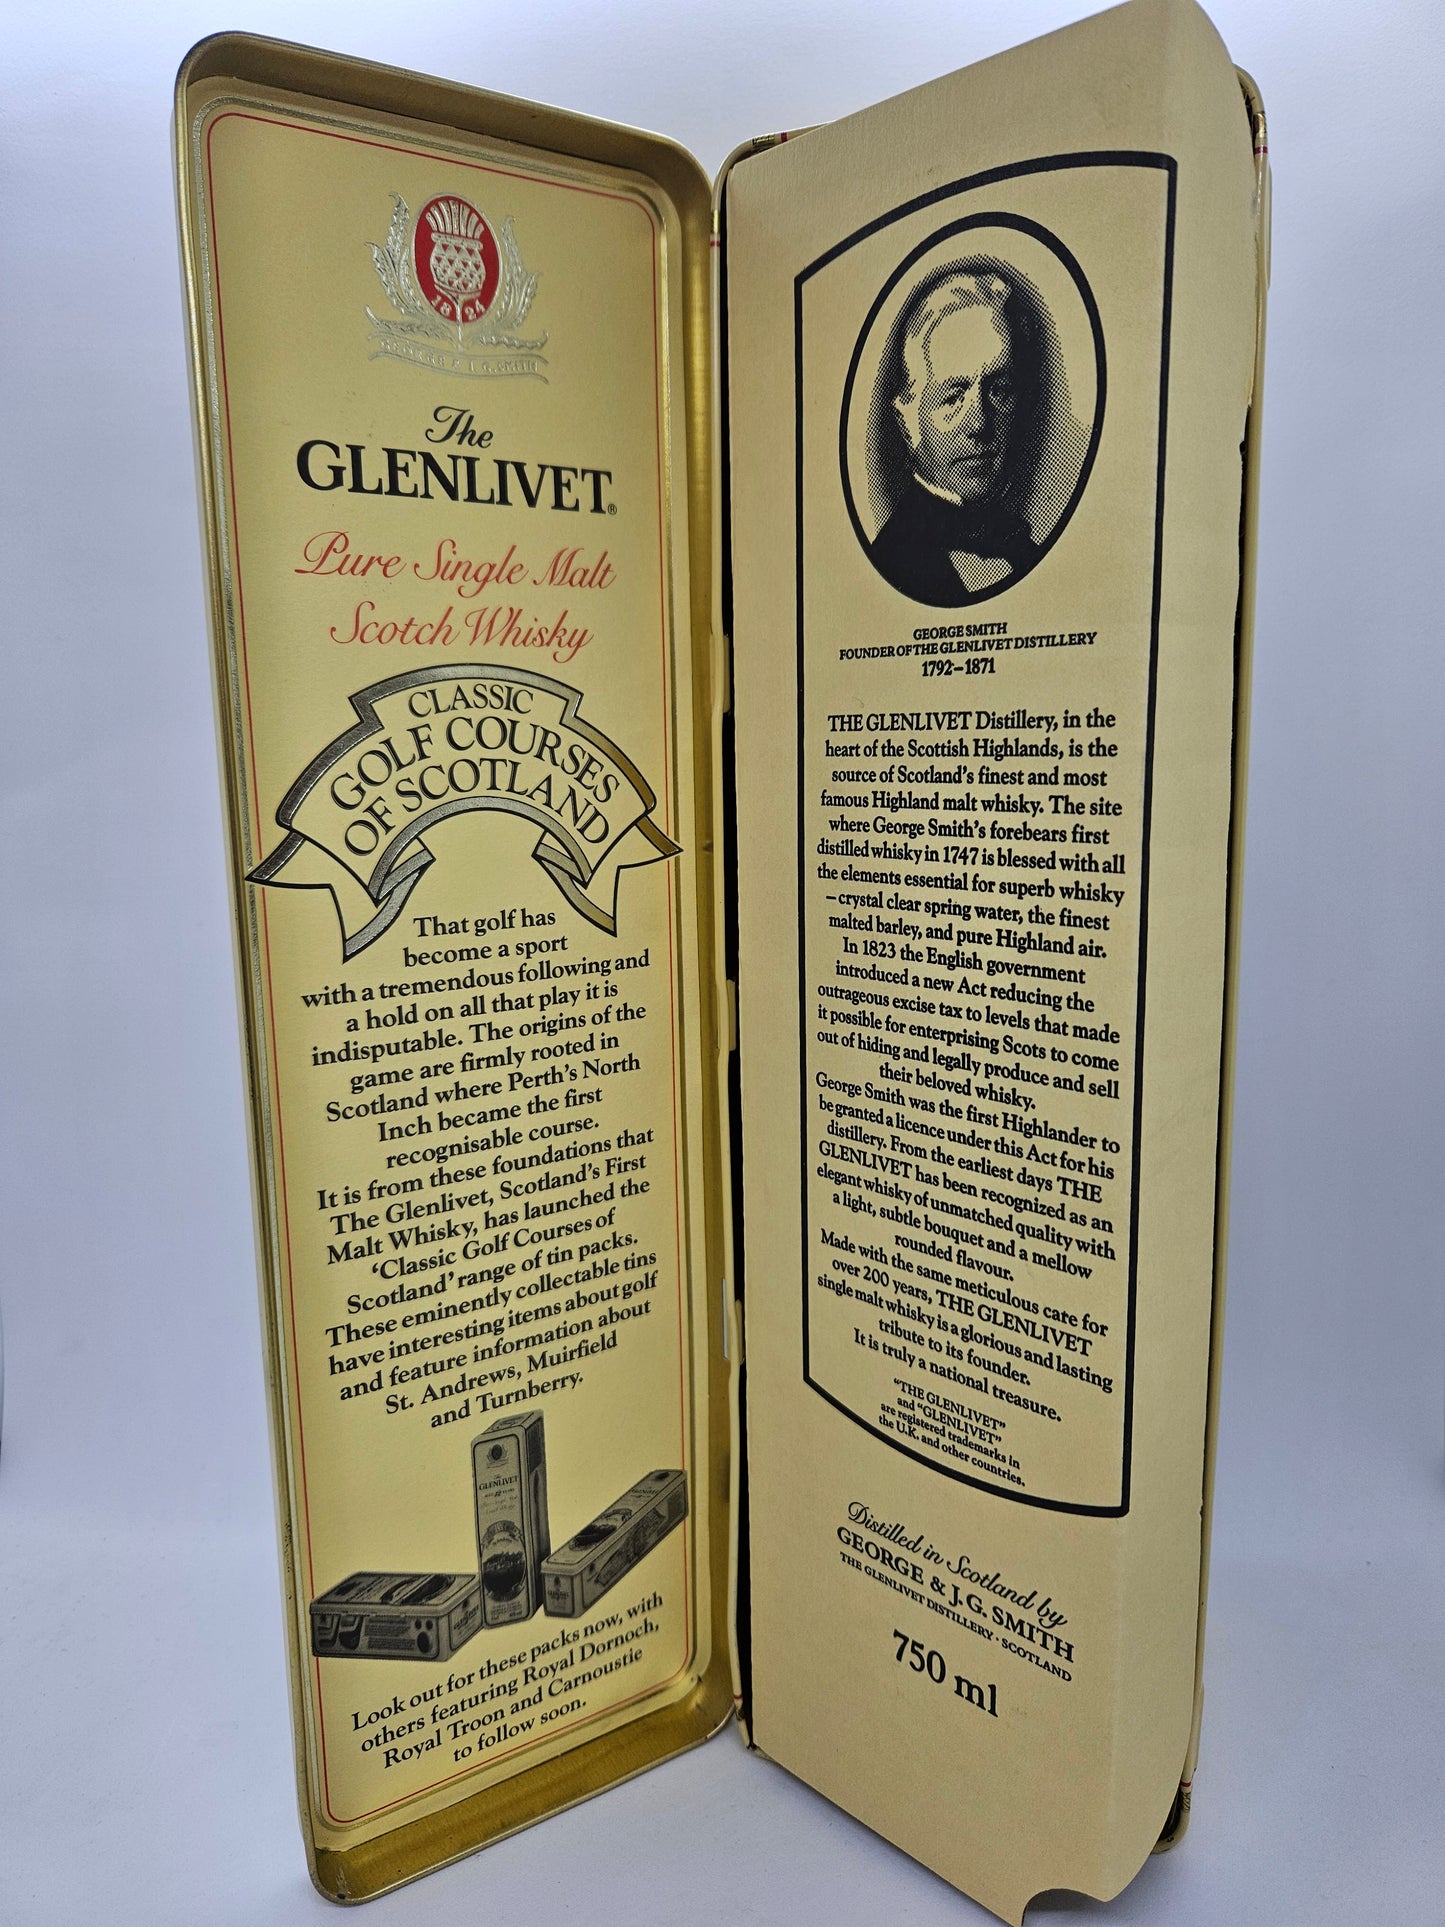 18 24
GEORGE & J.G. SMITH
The
GLENLIVET®
Pure Single Malt
Scotch Whisky
CLASSIC
GOLF COURSES
OF SCOTLAND
That golf has
become a sport
with a tremendous following and
a hold on all that play it is
indisputable. The origins of the
game are firmly rooted in
Scotland where Perth's North
Inch became the first
recognisable course.
It is from these foundations that
The Glenlivet, Scotland's First
Malt Whisky, has launched the
'Classic Golf Courses of
Scotland' range of tin packs.
These eminently collectable tins
have interesting items about golf
and feature information about
St. Andrews, Muirfield
and Turnberry.
GLENLIVET
Look out for these packs now, with
others featuring Royal Dornoch,
Royal Troon and Carnoustie
to follow soon.
GEORGE SMITH
FOUNDER OF THE GLENLIVET DISTILLERY
1792–1871
THE GLENLIVET Distillery, in the
heart of the Scottish Highlands, is the
source of Scotland's finest and most
famous Highland malt whisky. The site
where George Smith's forebears first
distilled whisky in 1747 is blessed with all
the elements essential for superb whisky
– crystal clear spring water, the finest
malted barley, and pure Highland air.
In 1823 the English government
introduced a new Act reducing the
outrageous excise tax to levels that made
it possible for enterprising Scots to come
out of hiding and legally produce and sell
their beloved whisky.
George Smith was the first Highlander to
be granted a licence under this Act for his
distillery. From the earliest days THE
GLENLIVET has been recognized as an
elegant whisky of unmatched quality with
a light, subtle bouquet and a mellow
rounded flavour.
Made with the same meticulous care for
over 200 years, THE GLENLIVET
single malt whisky is a glorious and lasting
tribute to its founder.
It is truly a national treasure.
"THE GLENLIVET"
and "GLENLIVET"
are registered trademarks in
the U.K. and other countries.
Distilled in Scotland by
GEORGE & J.G. SMITH
THE GLENLIVET DISTILLERY · SCOTLAND
750 ml